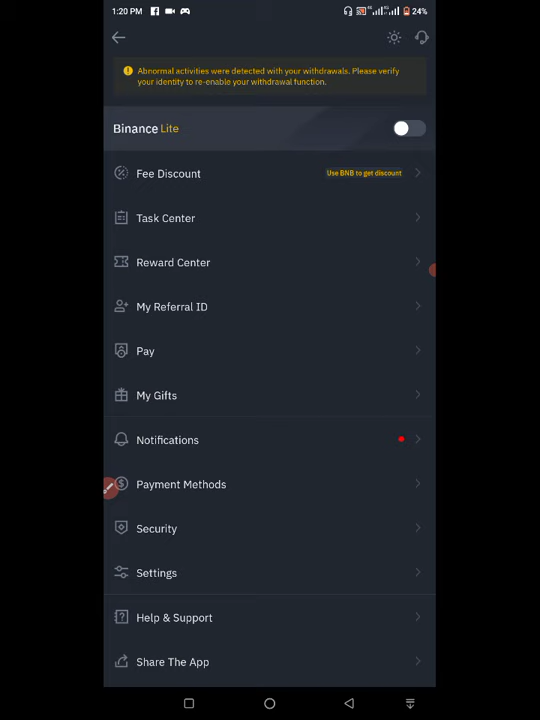 1:20 PM 24%
Abnormal activities were detected with your withdrawals. Please verify
your identity to re-enable your withdrawal function.
Binance Lite
Fee Discount Use BNB to get discount
Task Center
Reward Center
My Referral ID
Pay
My Gifts
Notifications
Payment Methods
Security
Settings
Help & Support
Share The App